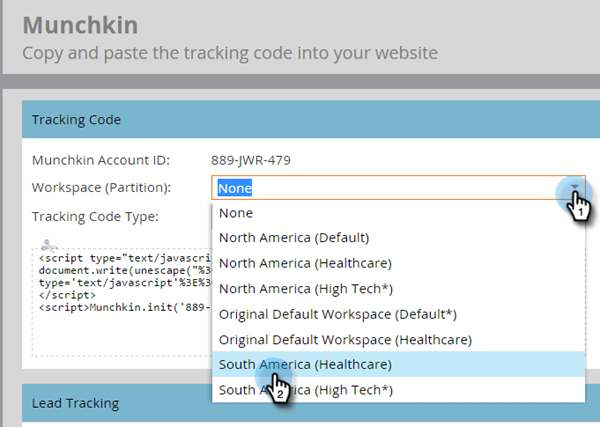 Munchkin
Copy and paste the tracking code into your website
Tracking Code
Munchkin Account ID: 889-JWR-479
Workspace (Partition): None
1
Tracking Code Type:
None
North America (Default)
North America (Healthcare)
North America (High Tech*)
Original Default Workspace (Default*)
Original Default Workspace (Healthcare)
South America (Healthcare)
2
South America (High Tech*)
<script type="text/javascri
document.write(unescape("%3
type='text/javascript'%3E%3
</script>
<script>Munchkin.init('889-
Lead Tracking